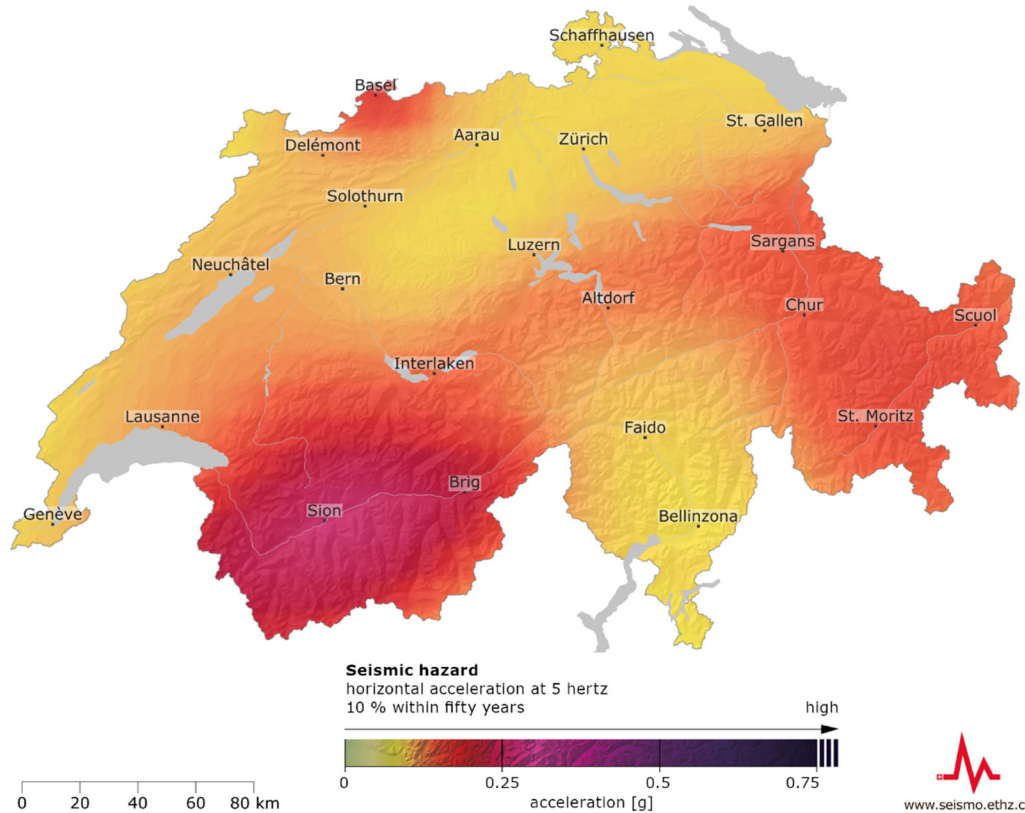 Schaffhausen
Basel
St. Gallen
Aarau
Zürich
Delémont
Solothurn
Sargans
Luzern
Neuchâtel
Bern
Altdorf
Chur
Scuol
Interlaken
Lausanne
St. Moritz
Faido
Brig
Sion
Genève
Bellinzona
Seismic hazard
horizontal acceleration at 5 hertz
10 % within fifty years
high
0 0.25 0.5 0.75
acceleration [g]
0 20 40 60 80 km
www.seismo.ethz.c